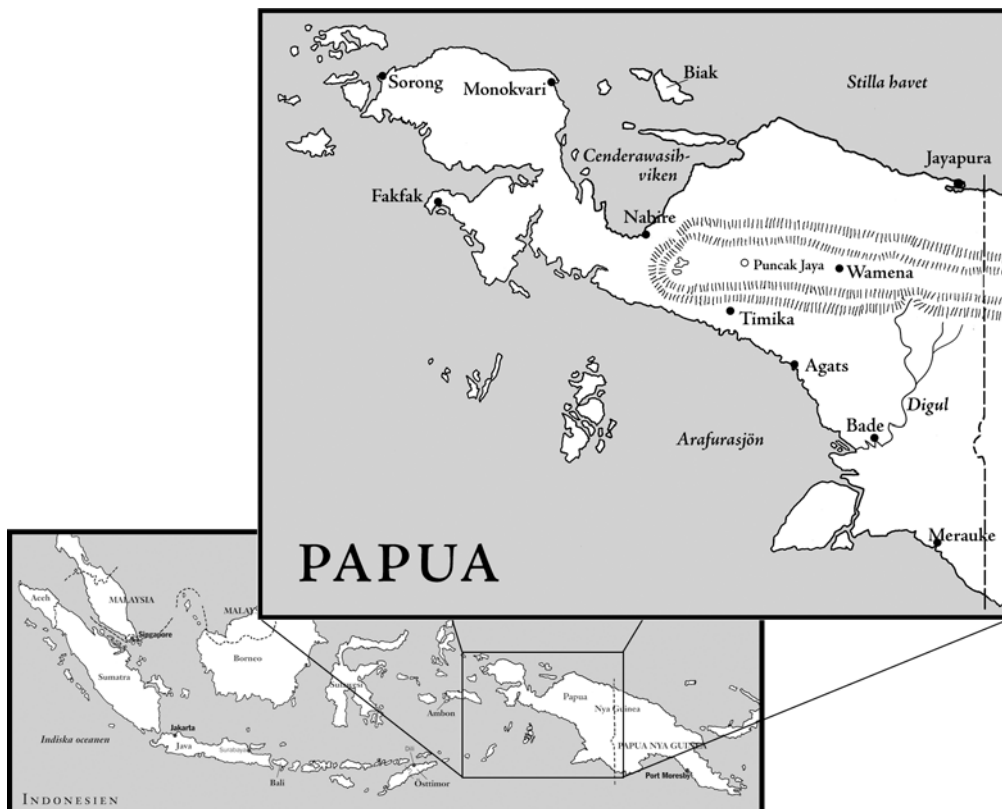 Biak
Sorong
Monokvari
Stilla havet
Cenderawasih-
viken
Jayapura
Fakfak
Nabire
Puncak Jaya
Wamena
Timika
Agats
Digul
Bade
Arafurasjön
Merauke
PAPUA
Aceh
MALAYSIA
Singapore
Borneo
Sumatra
Ambon
Papua
Nya Guinea
Jakarta
Indiska oceanen
Java
Surabaya
PAPUA NYA GUINEA
Dili
Bali
Östtimor
Port Moresby
INDONESIEN